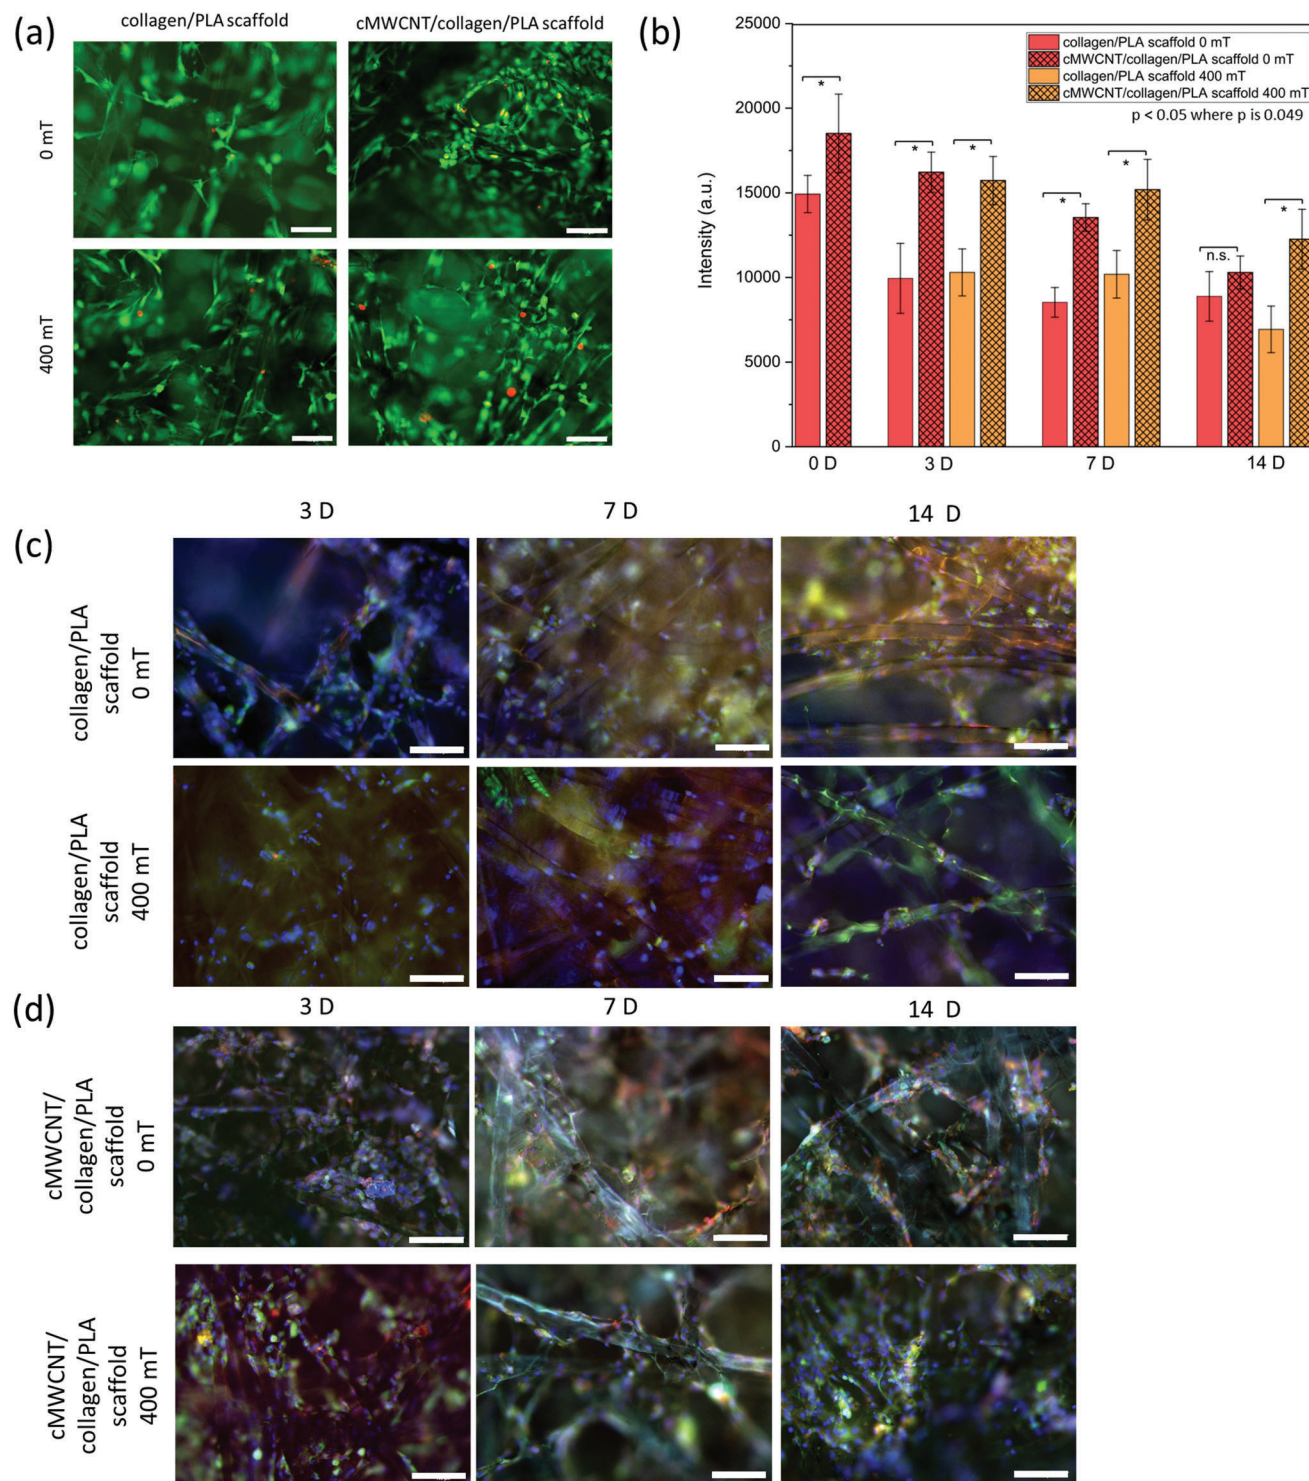 (a)
collagen/PLA scaffold
cMWCNT/collagen/PLA scaffold
0 mT
400 mT
(b)
25000
20000
15000
10000
5000
0
Intensity (a.u.)
collagen/PLA scaffold 0 mT
cMWCNT/collagen/PLA scaffold 0 mT
collagen/PLA scaffold 400 mT
cMWCNT/collagen/PLA scaffold 400 mT
p < 0.05 where p is 0.049
*
*
*
*
*
n.s.
*
0 D
3 D
7 D
14 D
(c)
3 D
7 D
14 D
collagen/PLA
scaffold
0 mT
collagen/PLA
scaffold
400 mT
(d)
3 D
7 D
14 D
cMWCNT/
collagen/PLA
scaffold
0 mT
cMWCNT/
collagen/PLA
scaffold
400 mT